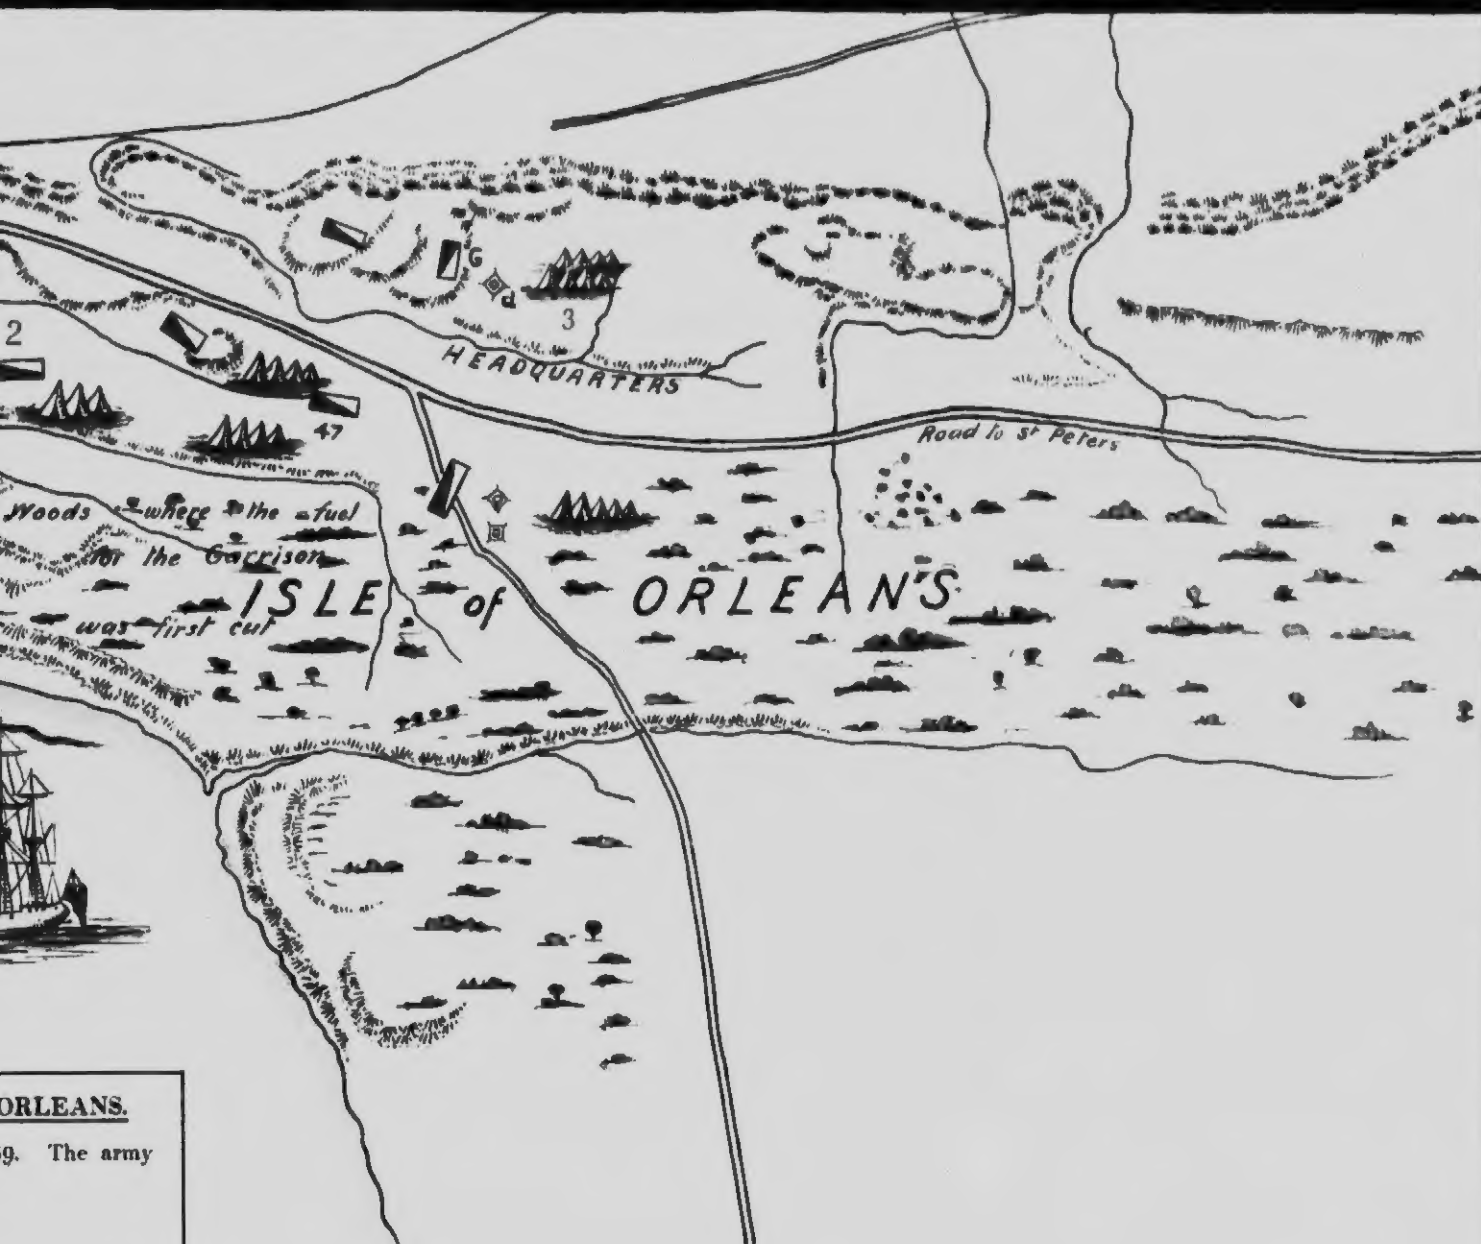 G
d
3
2
HEADQUARTERS
47
Road to St Peters
Woods where the fuel
for the Garrison
ISLE of ORLEAN'S
was first cut
ORLEANS.
59. The army